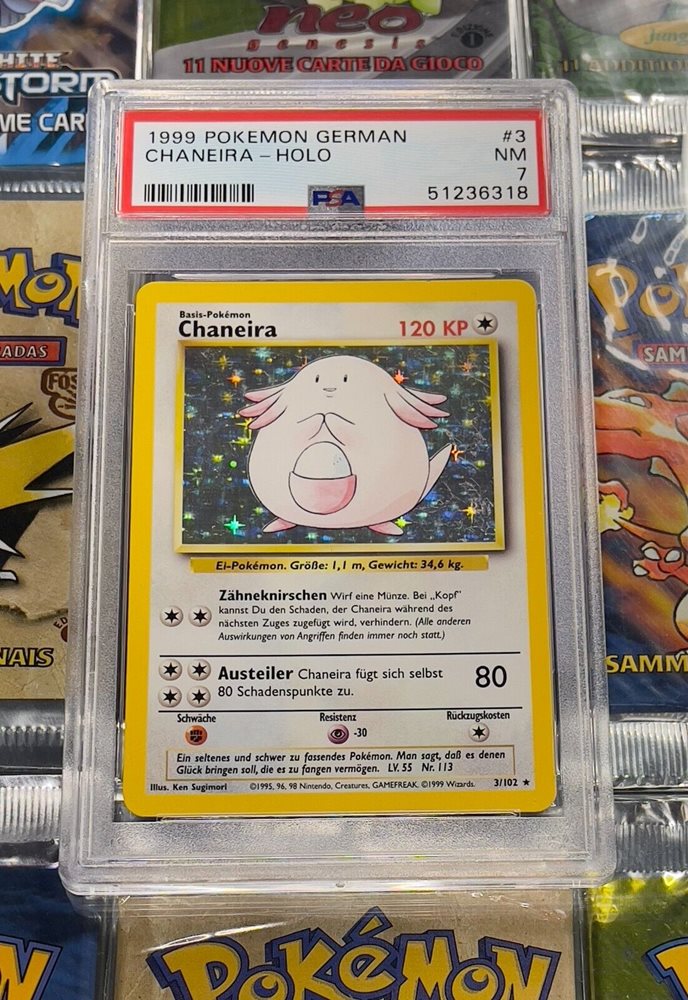 neo
genesis
EDIZIONE
1
11 NUOVE CARTE DA GIOCO
HITE
STORM
ME CAR
1999 POKEMON GERMAN #3
CHANEIRA - HOLO NM
7
PSA 51236318
Basis-Pokémon
Chaneira 120 KP
Ei-Pokémon. Größe: 1,1 m, Gewicht: 34,6 kg.
Zähneknirschen Wirf eine Münze. Bei „Kopf"
kannst Du den Schaden, der Chaneira während des
nächsten Zuges zugefügt wird, verhindern. (Alle anderen
Auswirkungen von Angriffen finden immer noch statt.)
Austeiler Chaneira fügt sich selbst 80
80 Schadenspunkte zu.
Schwäche Resistenz Rückzugskosten
-30
Ein seltenes und schwer zu fassendes Pokémon. Man sagt, daß es denen
Glück bringen soll, die es zu fangen vermögen. LV. 55 Nr. 113
Illus. Ken Sugimori ©1995, 96, 98 Nintendo, Creatures, GAMEFREAK. ©1999 Wizards. 3/102 ★
ADAS
FOS
NAIS
SAM
SAMM
POKéMON